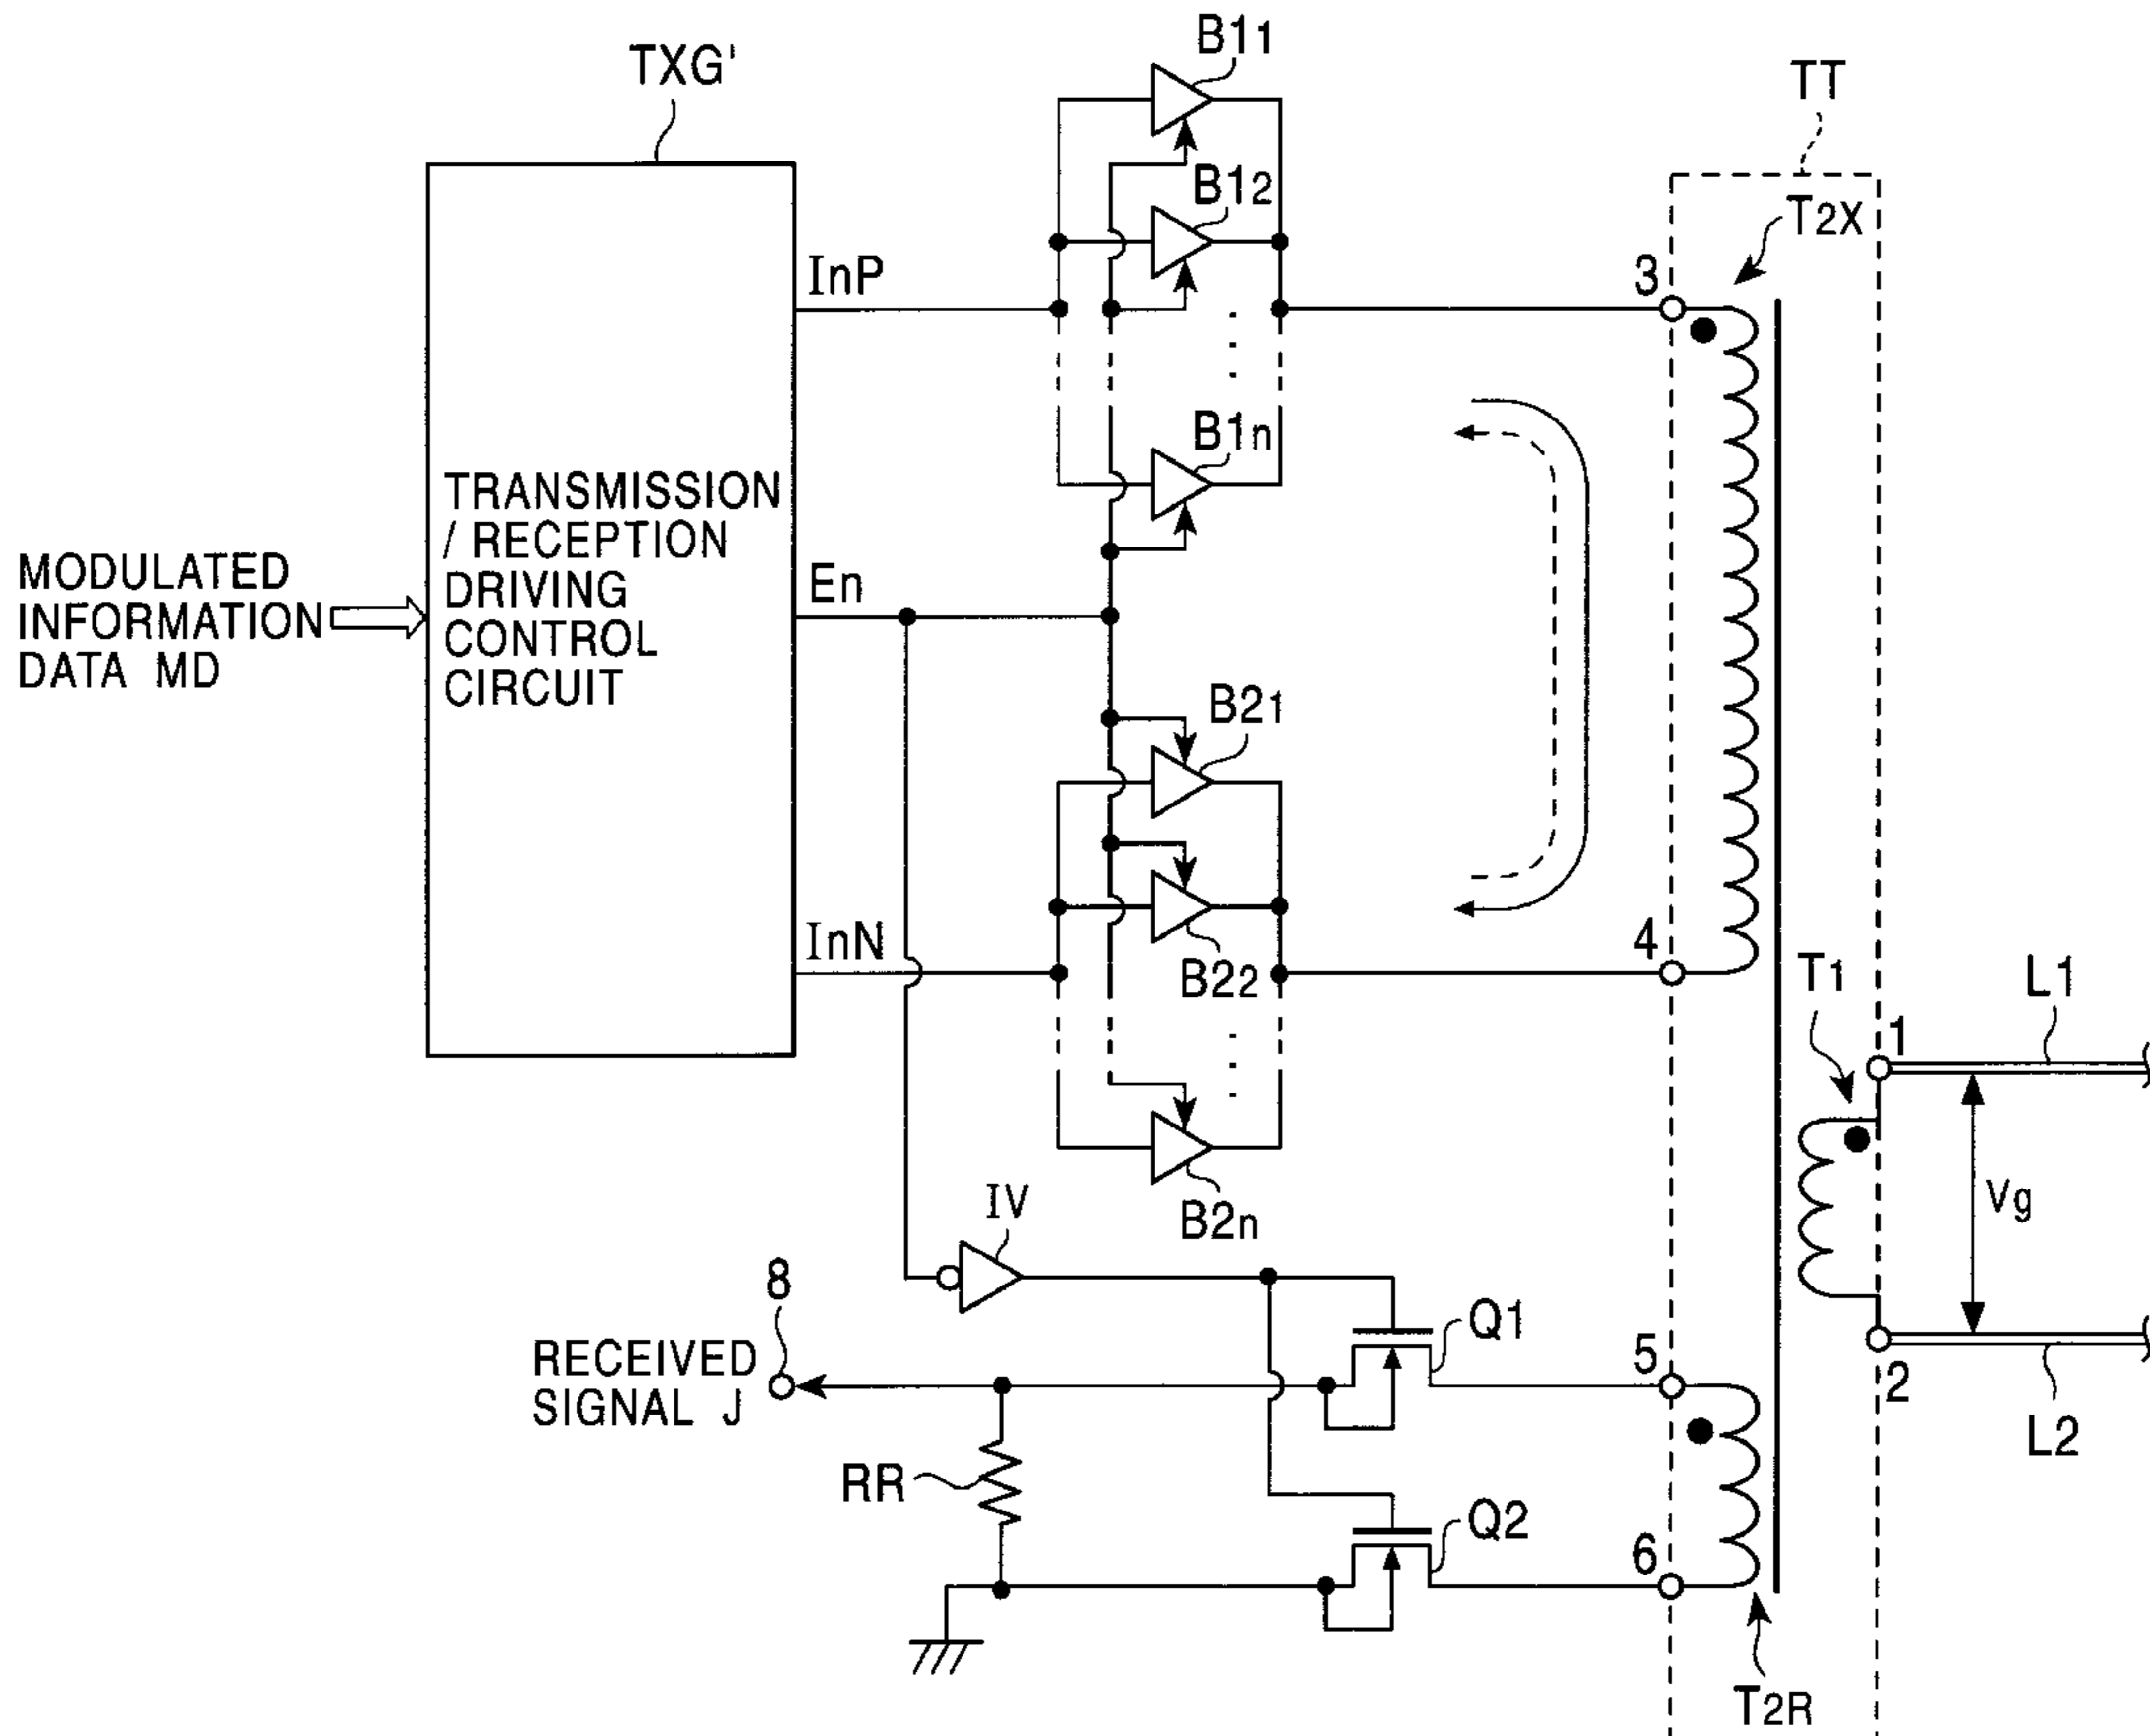 B11
TXG'
TT
B12
T2X
InP
3
B1n
TRANSMISSION
/ RECEPTION
DRIVING
CONTROL
CIRCUIT
MODULATED
INFORMATION
DATA MD
En
B21
InN
4
B22
T1
L1
1
Vg
B2n
IV
8
Q1
RECEIVED
SIGNAL J
5
2
L2
RR
Q2
6
T2R